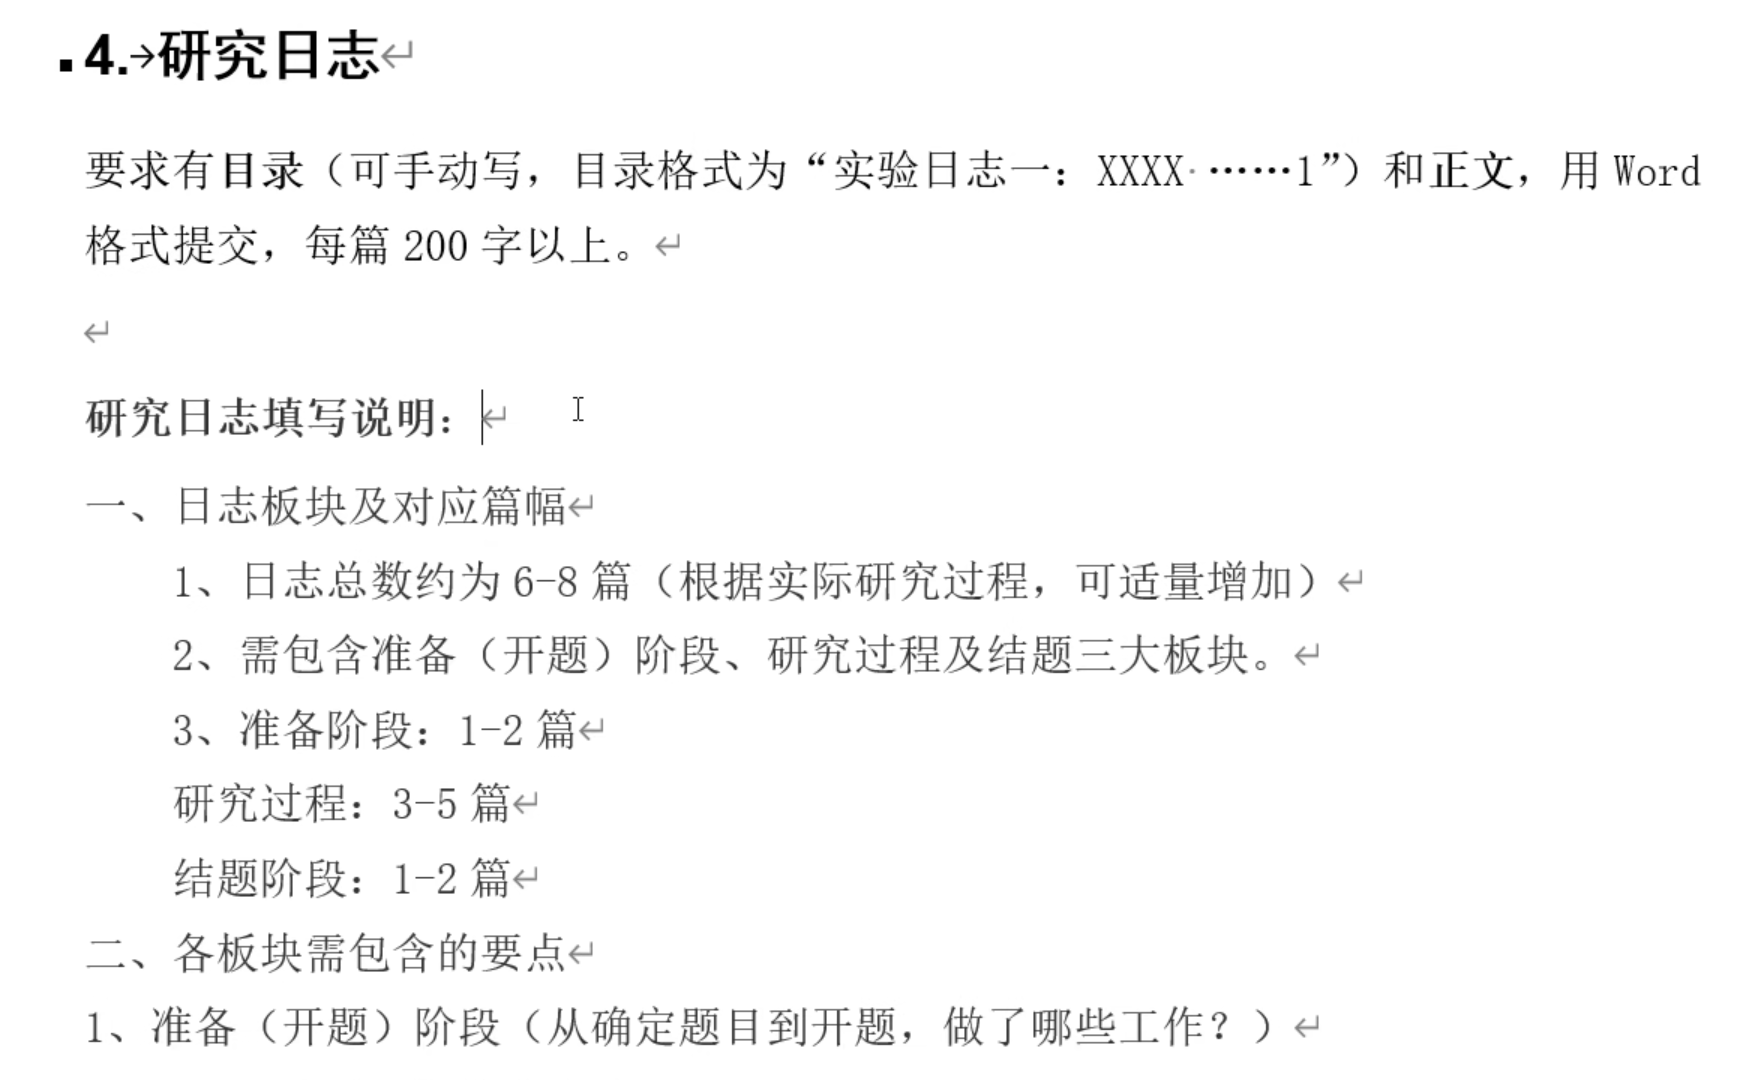 4.→研究日志↵
要求有目录（可手动写，目录格式为“实验日志一：XXXX·……1”）和正文，用 Word
格式提交，每篇 200 字以上。↵
↵
研究日志填写说明：↵
一、日志板块及对应篇幅↵
1、日志总数约为 6-8 篇（根据实际研究过程，可适量增加）↵
2、需包含准备（开题）阶段、研究过程及结题三大板块。↵
3、准备阶段：1-2 篇↵
研究过程：3-5 篇↵
结题阶段：1-2 篇↵
二、各板块需包含的要点↵
1、准备（开题）阶段（从确定题目到开题，做了哪些工作？）↵